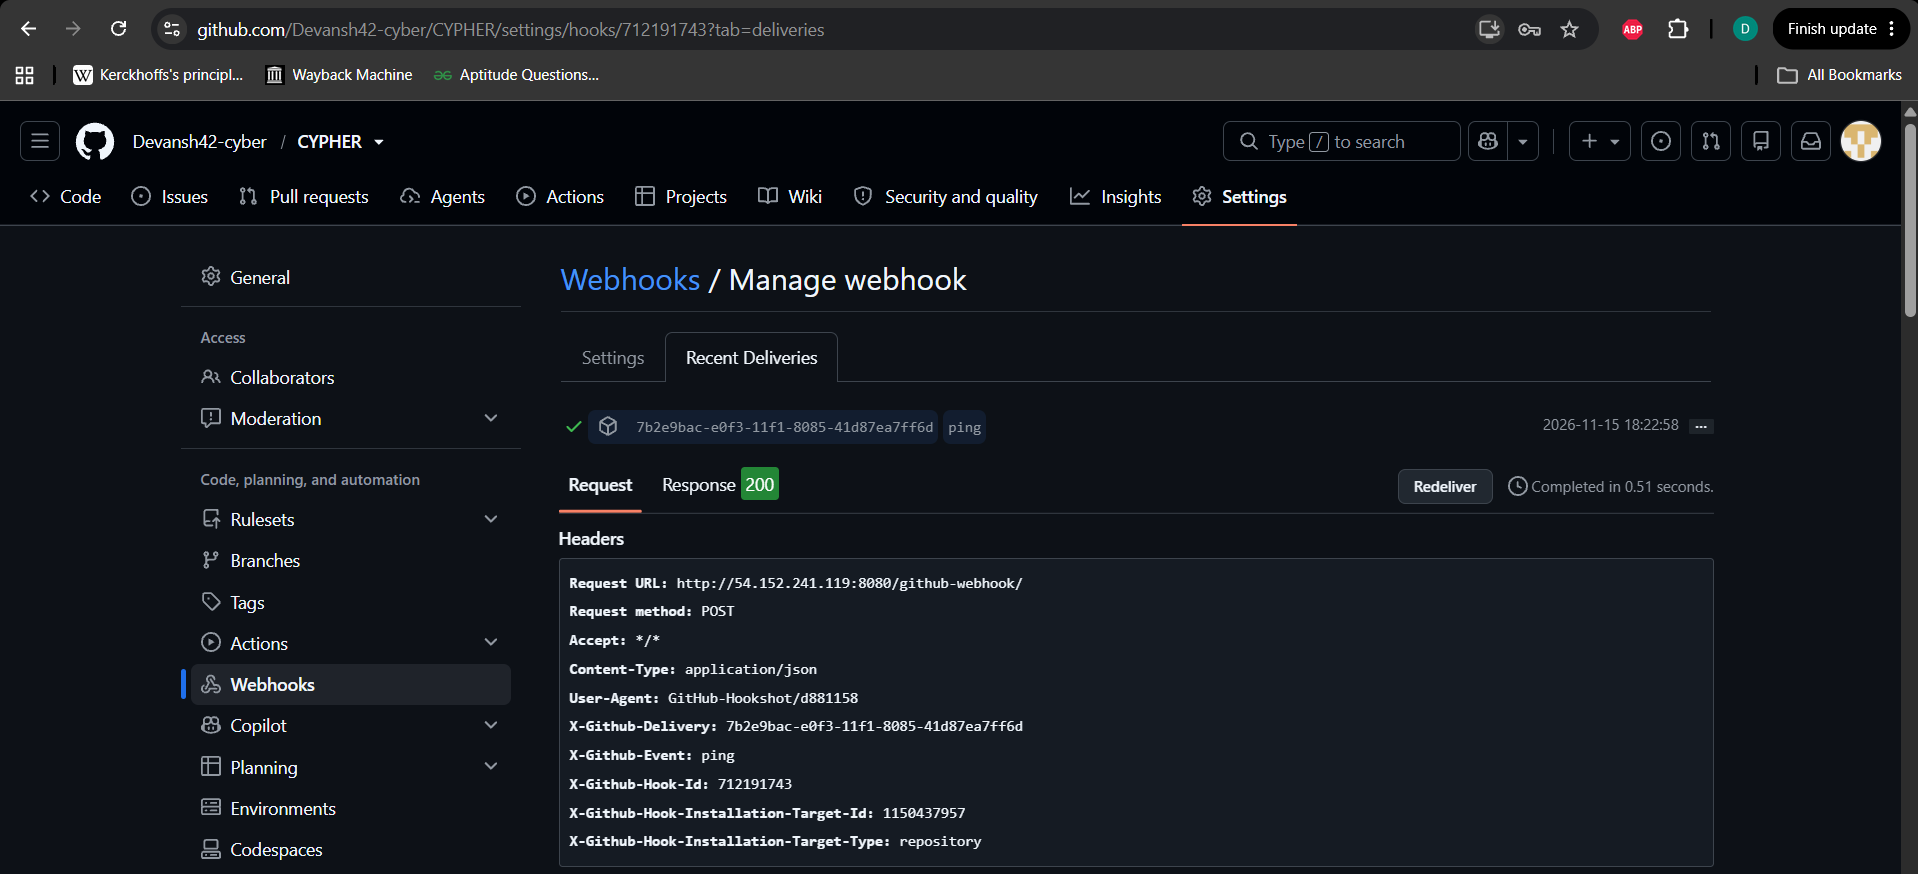 github.com/Devansh42-cyber/CYPHER/settings/hooks/712191743?tab=deliveries
ABP
D
Finish update
W Kerckhoffs's principl...
Wayback Machine
Aptitude Questions...
All Bookmarks
Devansh42-cyber / CYPHER
Type / to search
Code
Issues
Pull requests
Agents
Actions
Projects
Wiki
Security and quality
Insights
Settings
General
Access
Collaborators
Moderation
Code, planning, and automation
Rulesets
Branches
Tags
Actions
Webhooks
Copilot
Planning
Environments
Codespaces
Webhooks / Manage webhook
Settings
Recent Deliveries
7b2e9bac-e0f3-11f1-8085-41d87ea7ff6d ping
2026-11-15 18:22:58 ...
Request
Response 200
Redeliver
Completed in 0.51 seconds.
Headers
Request URL: http://54.152.241.119:8080/github-webhook/
Request method: POST
Accept: */*
Content-Type: application/json
User-Agent: GitHub-Hookshot/d881158
X-Github-Delivery: 7b2e9bac-e0f3-11f1-8085-41d87ea7ff6d
X-Github-Event: ping
X-Github-Hook-Id: 712191743
X-Github-Hook-Installation-Target-Id: 1150437957
X-Github-Hook-Installation-Target-Type: repository